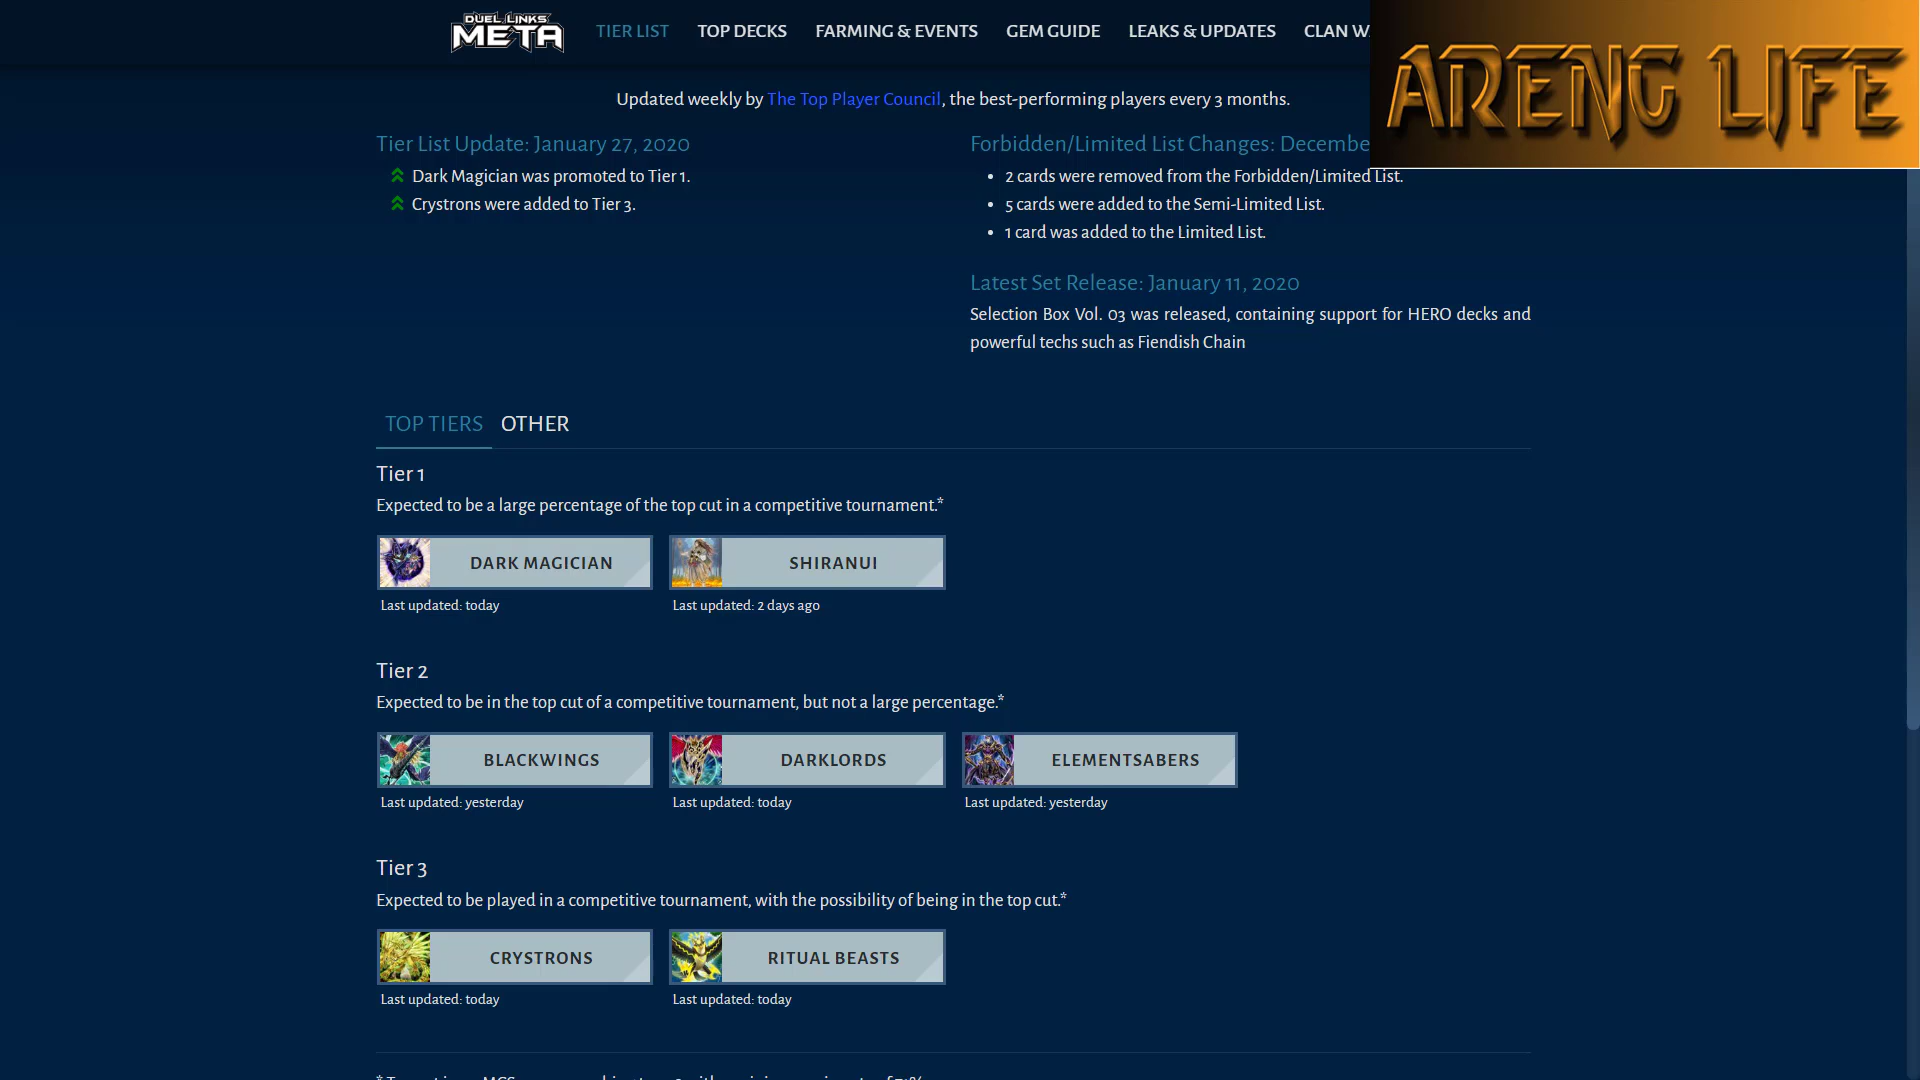 DUEL LINKS
META
TIER LIST
TOP DECKS
FARMING & EVENTS
GEM GUIDE
LEAKS & UPDATES
CLAN
ARENG LIFE
Updated weekly by The Top Player Council, the best-performing players every 3 months.
Tier List Update: January 27, 2020
Dark Magician was promoted to Tier 1.
Crystrons were added to Tier 3.
Forbidden/Limited List Changes:
• 2 cards were removed from the Forbidden/Limited List.
• 5 cards were added to the Semi-Limited List.
• 1 card was added to the Limited List.
Latest Set Release: January 11, 2020
Selection Box Vol. 03 was released, containing support for HERO decks and
powerful techs such as Fiendish Chain
TOP TIERS
OTHER
Tier 1
Expected to be a large percentage of the top cut in a competitive tournament.*
DARK MAGICIAN
SHIRANUI
Last updated: today
Last updated: 2 days ago
Tier 2
Expected to be in the top cut of a competitive tournament, but not a large percentage.*
BLACKWINGS
DARKLORDS
ELEMENTSABERS
Last updated: yesterday
Last updated: today
Last updated: yesterday
Tier 3
Expected to be played in a competitive tournament, with the possibility of being in the top cut.*
CRYSTRONS
RITUAL BEASTS
Last updated: today
Last updated: today